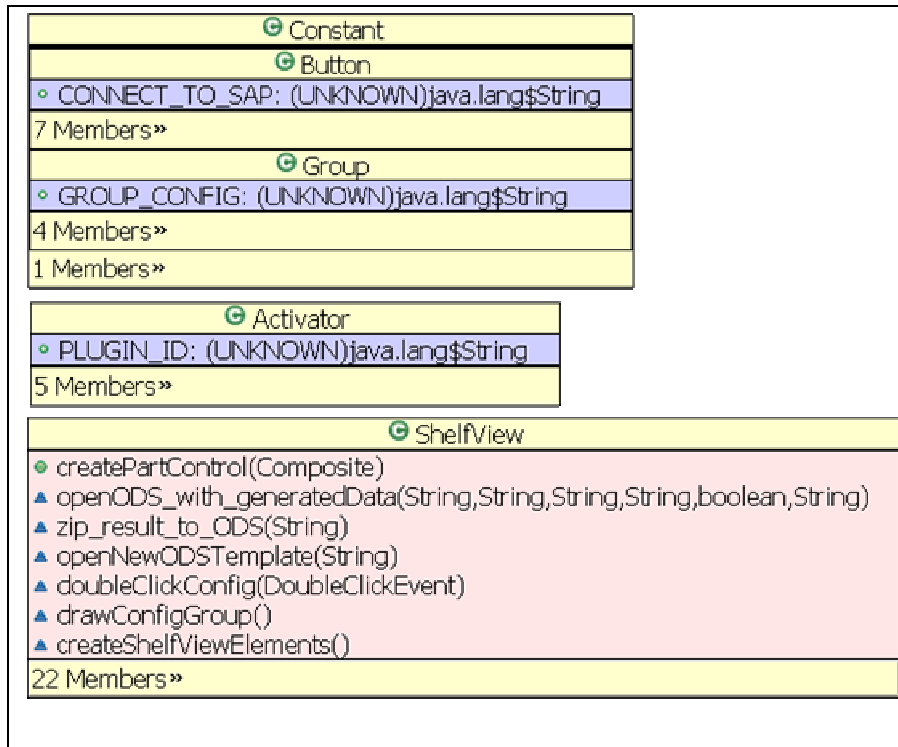 Constant
Button
CONNECT_TO_SAP: (UNKNOWN)java.lang$String
7 Members»
Group
GROUP_CONFIG: (UNKNOWN)java.lang$String
4 Members»
1 Members»
Activator
PLUGIN_ID: (UNKNOWN)java.lang$String
5 Members»
ShelfView
createPartControl(Composite)
openODS_with_generatedData(String,String,String,String,boolean,String)
zip_result_to_ODS(String)
openNewODSTemplate(String)
doubleClickConfig(DoubleClickEvent)
drawConfigGroup()
createShelfViewElements()
22 Members»